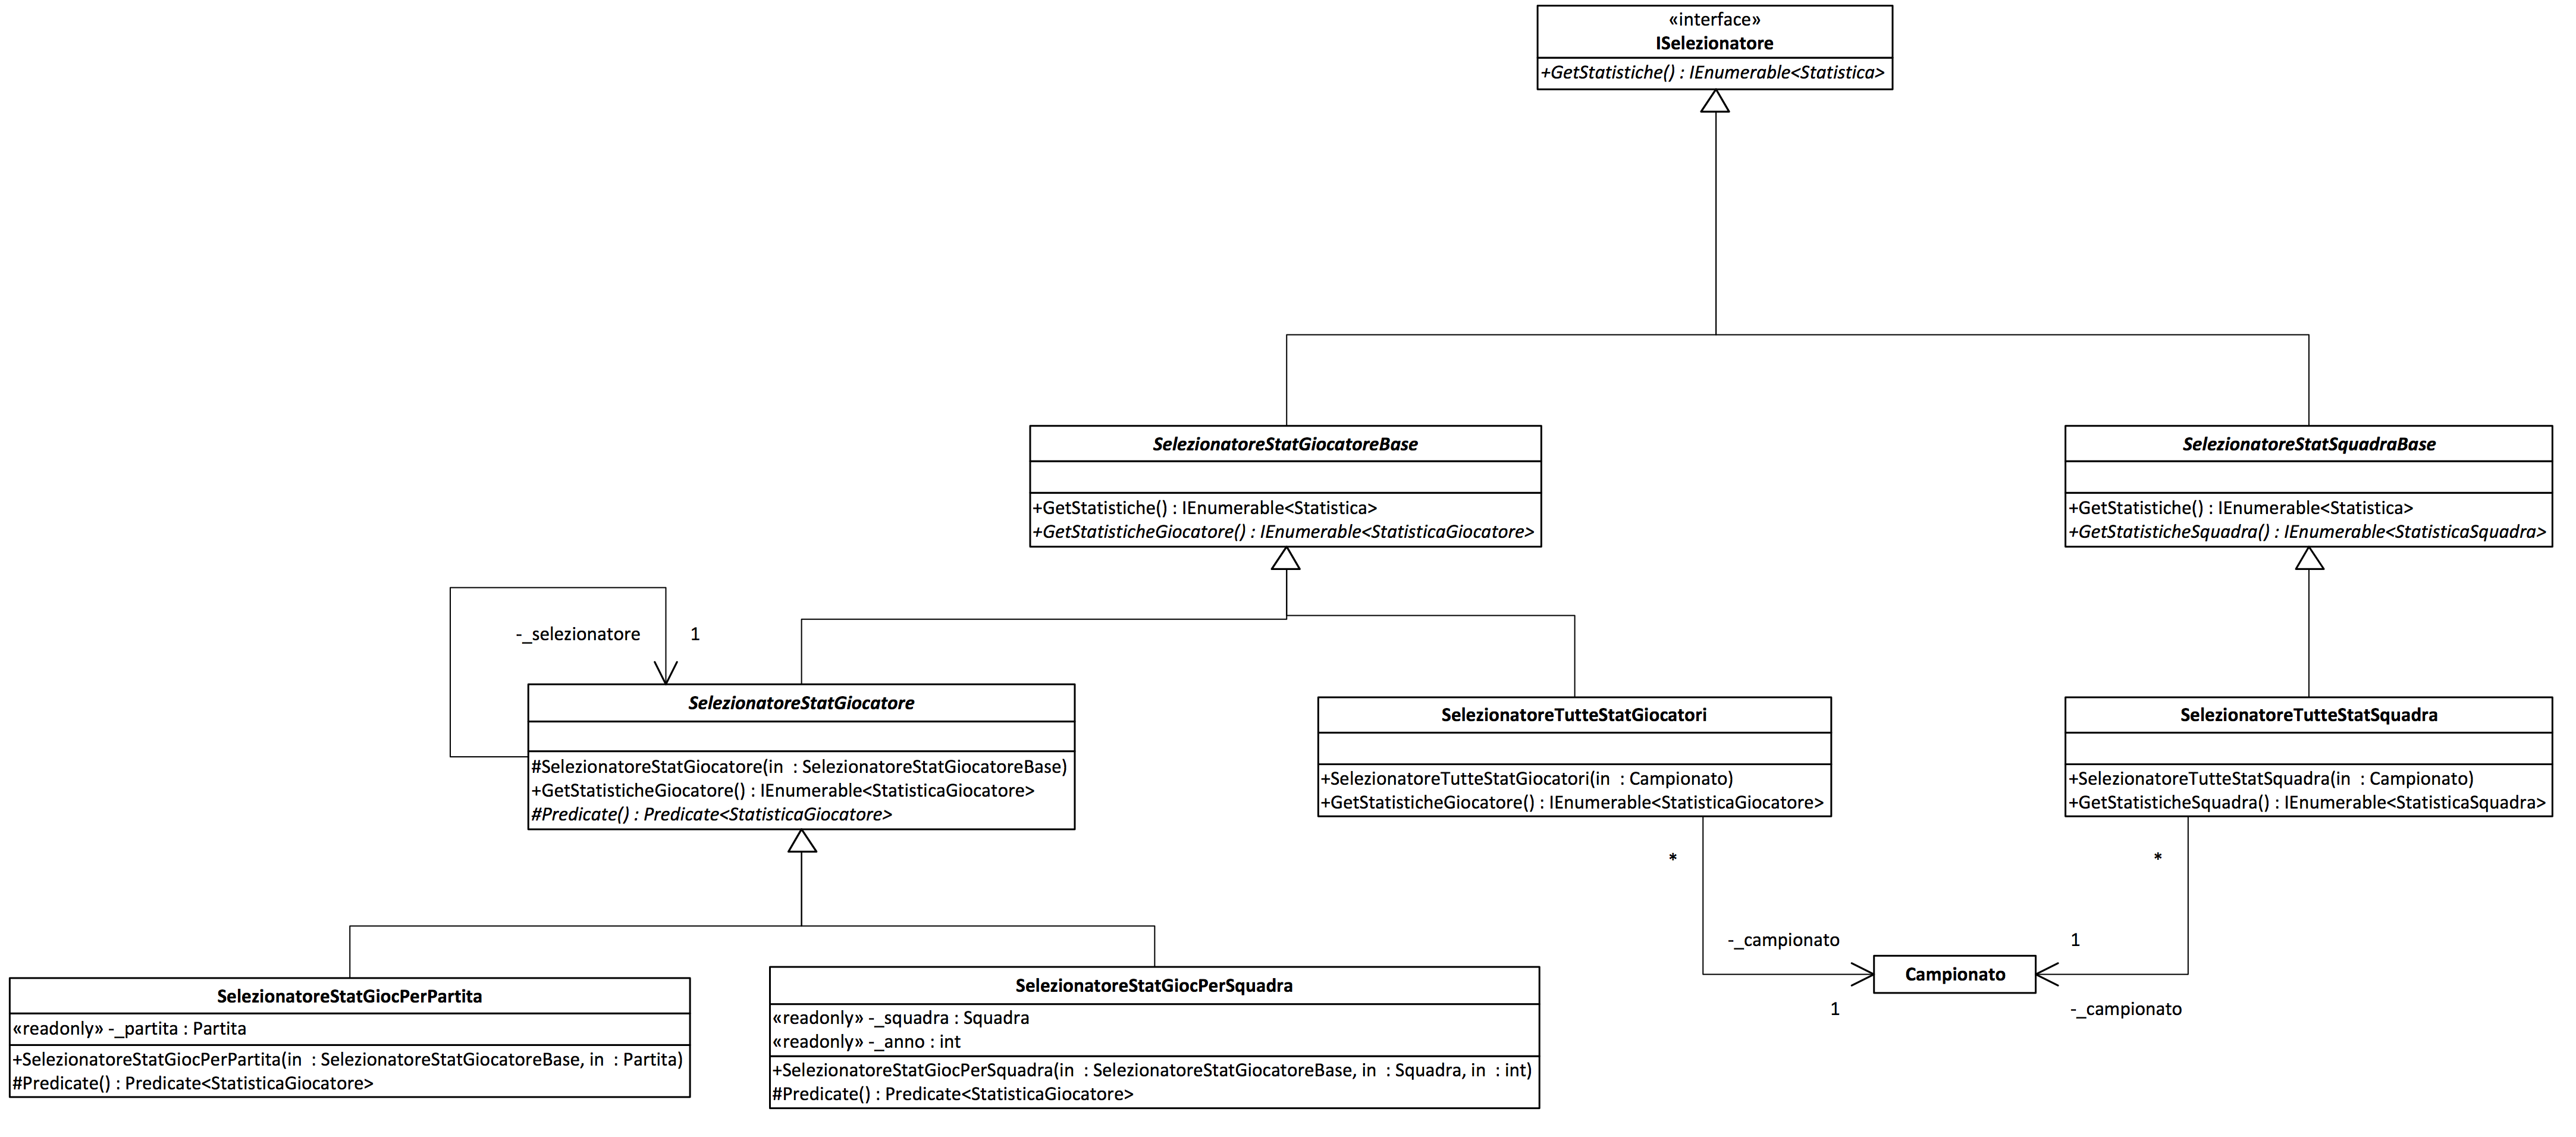 «interface»
ISelezionatore
+GetStatistiche() : IEnumerable<Statistica>
SelezionatoreStatGiocatoreBase
+GetStatistiche() : IEnumerable<Statistica>
+GetStatisticheGiocatore() : IEnumerable<StatisticaGiocatore>
SelezionatoreStatSquadraBase
+GetStatistiche() : IEnumerable<Statistica>
+GetStatisticheSquadra() : IEnumerable<StatisticaSquadra>
-_selezionatore
1
SelezionatoreStatGiocatore
#SelezionatoreStatGiocatore(in  : SelezionatoreStatGiocatoreBase)
+GetStatisticheGiocatore() : IEnumerable<StatisticaGiocatore>
#Predicate() : Predicate<StatisticaGiocatore>
SelezionatoreTutteStatGiocatori
+SelezionatoreTutteStatGiocatori(in  : Campionato)
+GetStatisticheGiocatore() : IEnumerable<StatisticaGiocatore>
SelezionatoreTutteStatSquadra
+SelezionatoreTutteStatSquadra(in  : Campionato)
+GetStatisticheSquadra() : IEnumerable<StatisticaSquadra>
*
*
-_campionato
1
Campionato
1
-_campionato
SelezionatoreStatGiocPerPartita
«readonly» -_partita : Partita
+SelezionatoreStatGiocPerPartita(in  : SelezionatoreStatGiocatoreBase, in  : Partita)
#Predicate() : Predicate<StatisticaGiocatore>
SelezionatoreStatGiocPerSquadra
«readonly» -_squadra : Squadra
«readonly» -_anno : int
+SelezionatoreStatGiocPerSquadra(in  : SelezionatoreStatGiocatoreBase, in  : Squadra, in  : int)
#Predicate() : Predicate<StatisticaGiocatore>